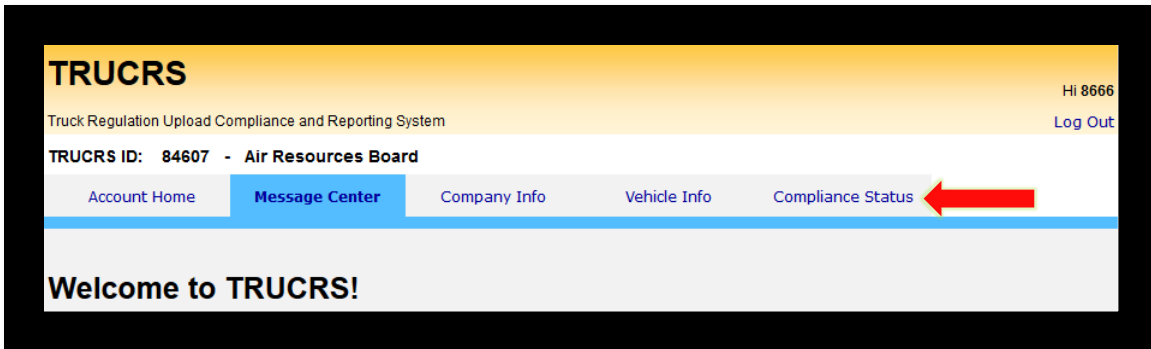 TRUCRS
Hi 8666
Truck Regulation Upload Compliance and Reporting System
Log Out
TRUCRS ID: 84607 - Air Resources Board
Account Home Message Center Company Info Vehicle Info Compliance Status
Welcome to TRUCRS!